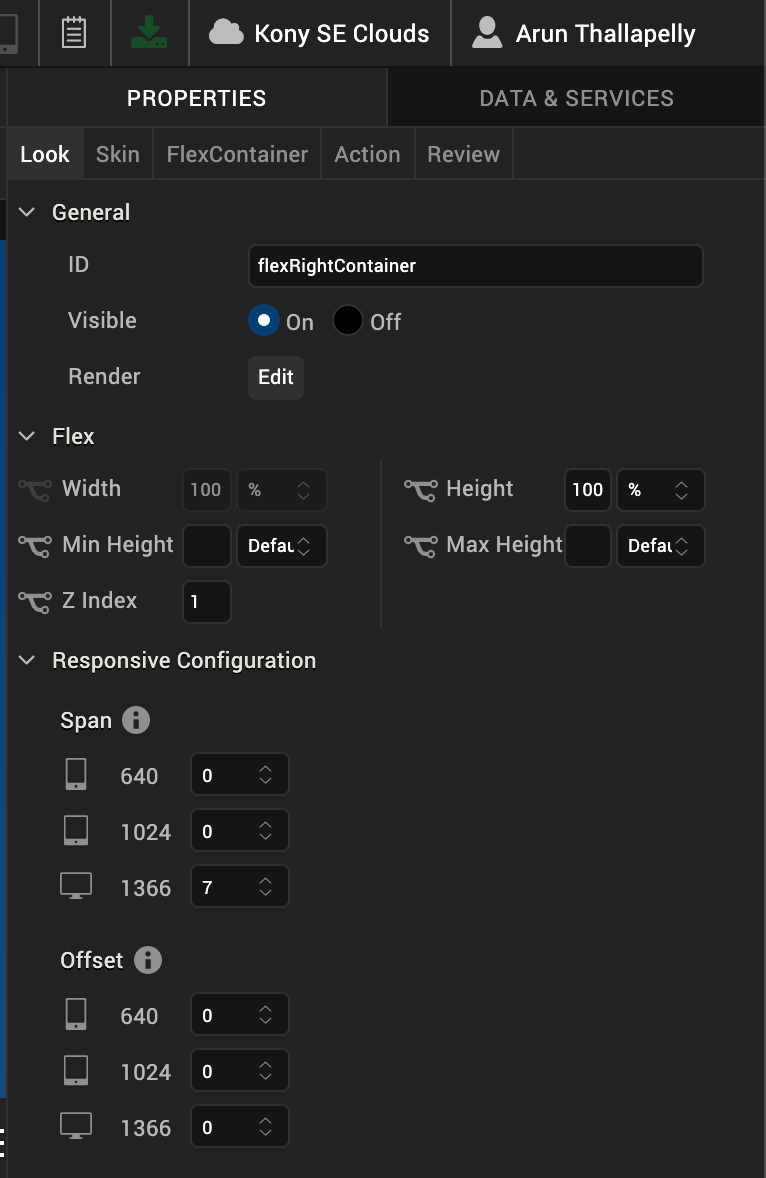 Kony SE Clouds Arun Thallapelly
PROPERTIES DATA & SERVICES
Look Skin FlexContainer Action Review
General
ID flexRightContainer
Visible On Off
Render Edit
Flex
Width 100 % Height 100 %
Min Height Defau Max Height Defau
Z Index 1
Responsive Configuration
Span
640 0
1024 0
1366 7
Offset
640 0
1024 0
1366 0